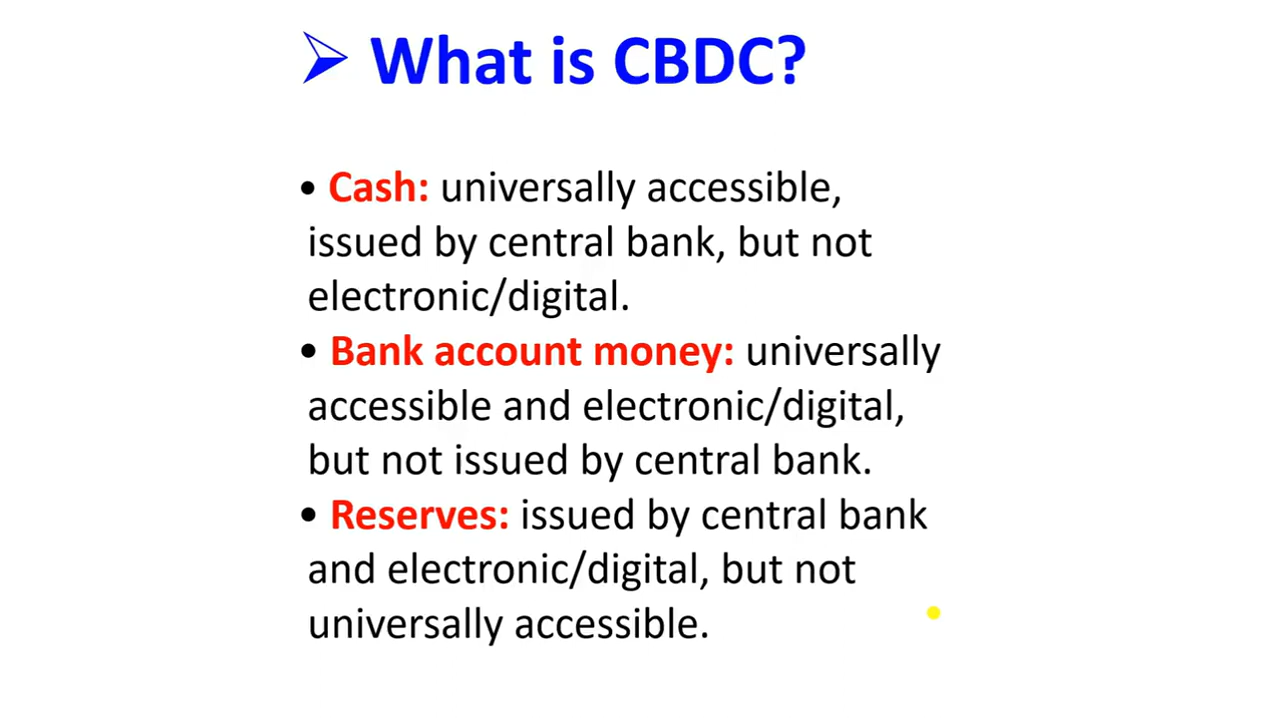 What is CBDC?
• Cash: universally accessible,
issued by central bank, but not
electronic/digital.
• Bank account money: universally
accessible and electronic/digital,
but not issued by central bank.
• Reserves: issued by central bank
and electronic/digital, but not
universally accessible.